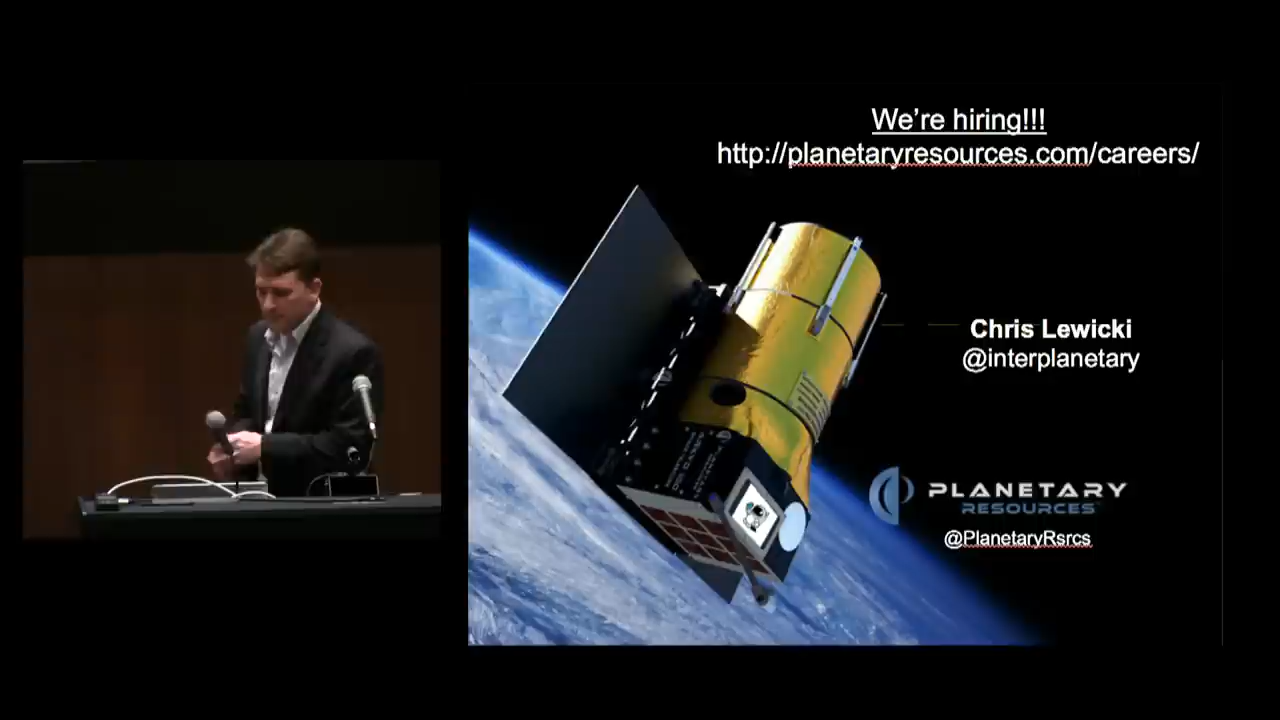 We're hiring!!!
http://planetaryresources.com/careers/
Chris Lewicki
@interplanetary
PLANETARY
RESOURCES
@PlanetaryRsrcs